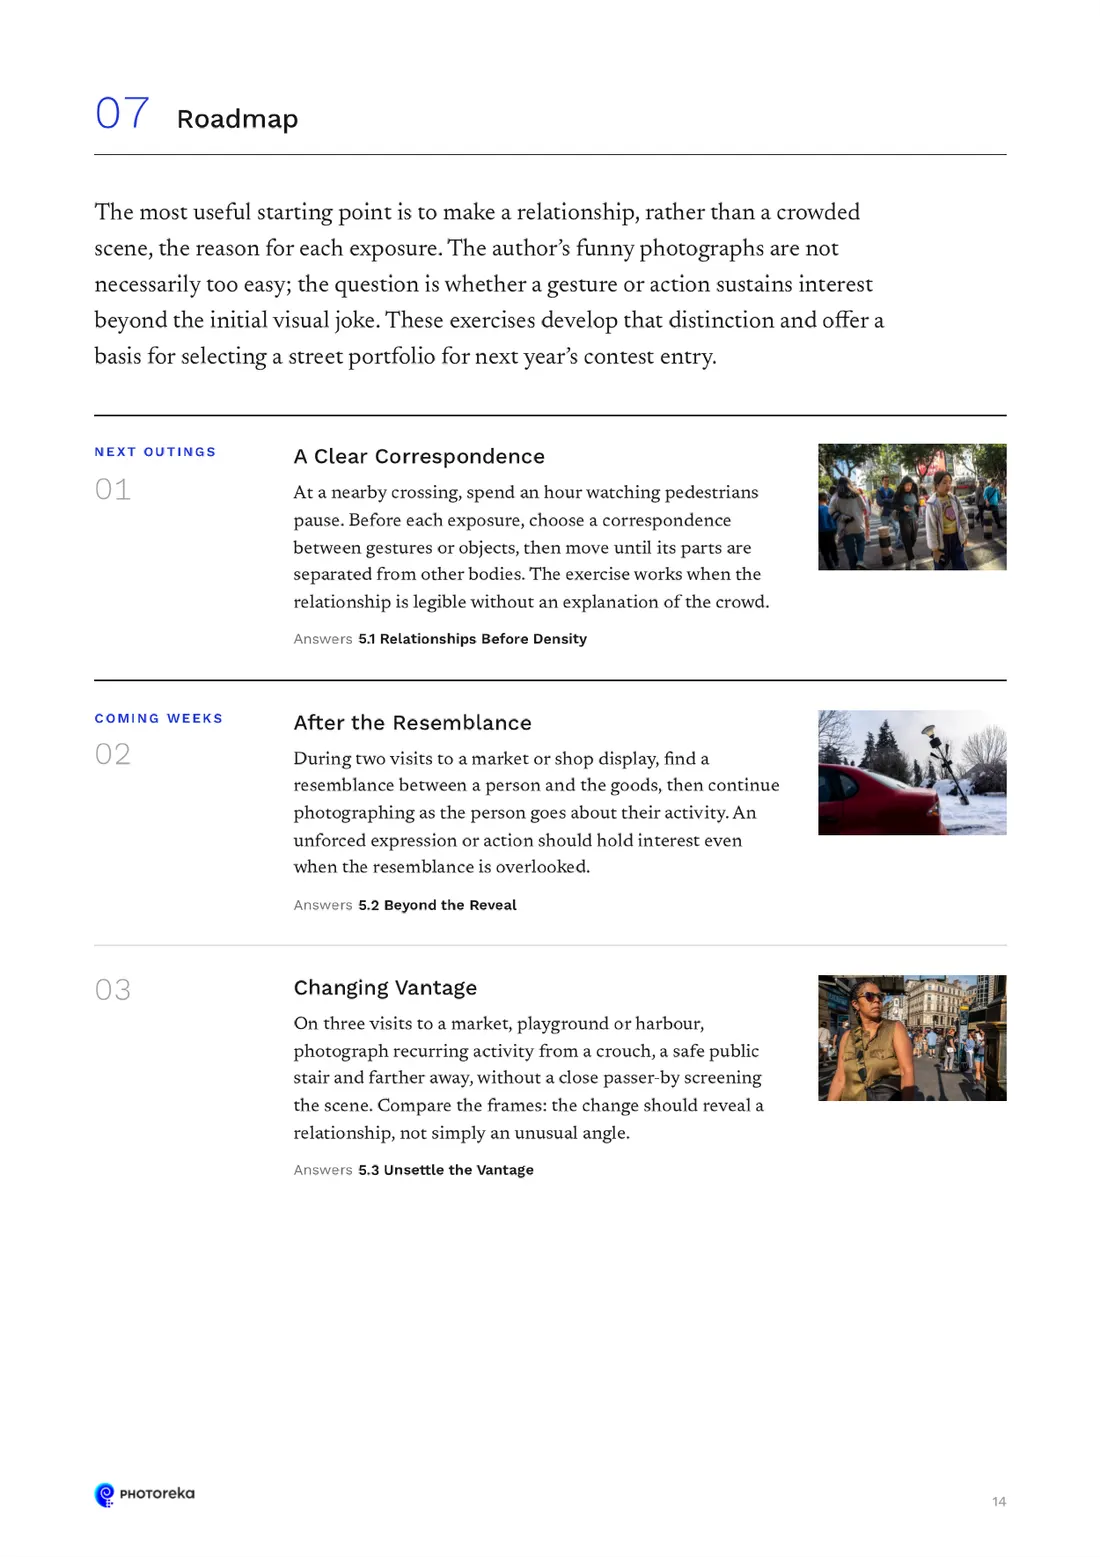 07 Roadmap
The most useful starting point is to make a relationship, rather than a crowded
scene, the reason for each exposure. The author’s funny photographs are not
necessarily too easy; the question is whether a gesture or action sustains interest
beyond the initial visual joke. These exercises develop that distinction and offer a
basis for selecting a street portfolio for next year’s contest entry.
NEXT OUTINGS
01
A Clear Correspondence
At a nearby crossing, spend an hour watching pedestrians
pause. Before each exposure, choose a correspondence
between gestures or objects, then move until its parts are
separated from other bodies. The exercise works when the
relationship is legible without an explanation of the crowd.
Answers 5.1 Relationships Before Density
COMING WEEKS
02
After the Resemblance
During two visits to a market or shop display, find a
resemblance between a person and the goods, then continue
photographing as the person goes about their activity. An
unforced expression or action should hold interest even
when the resemblance is overlooked.
Answers 5.2 Beyond the Reveal
03
Changing Vantage
On three visits to a market, playground or harbour,
photograph recurring activity from a crouch, a safe public
stair and farther away, without a close passer-by screening
the scene. Compare the frames: the change should reveal a
relationship, not simply an unusual angle.
Answers 5.3 Unsettle the Vantage
PHOTOreka
14